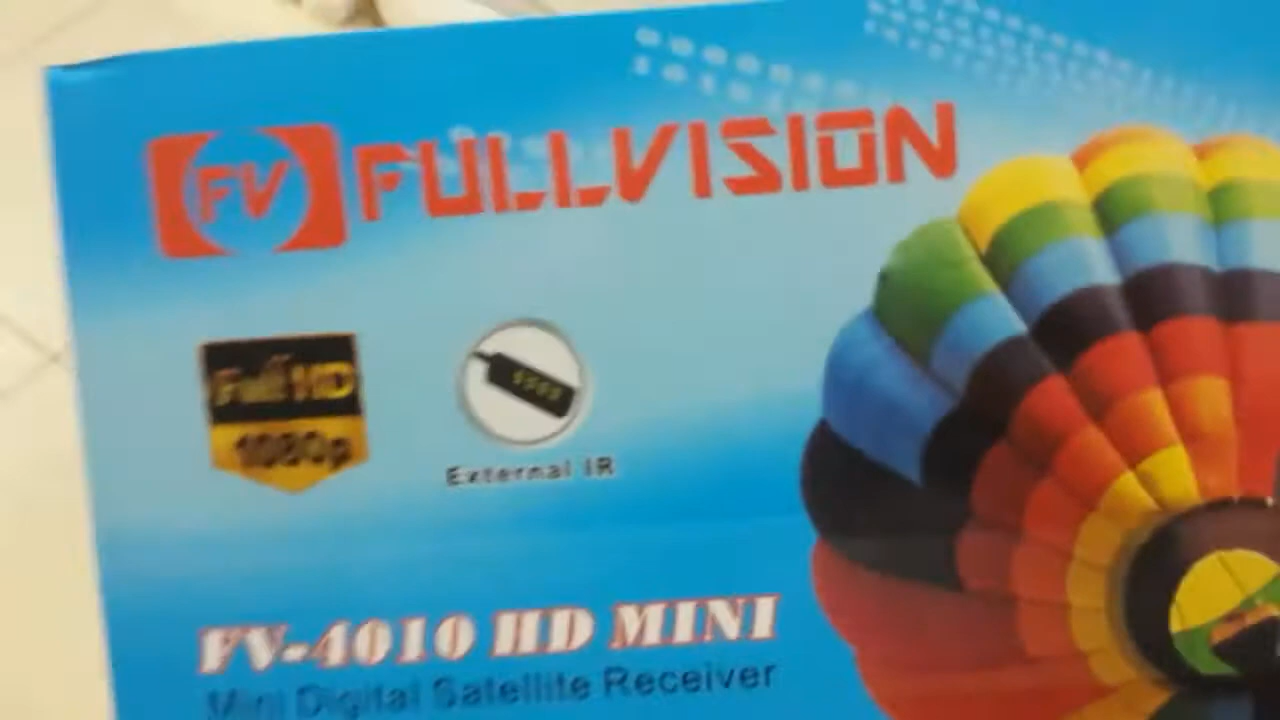 FV FULLVISION
Full HD
1080p
External IR
FV-4010 HD MINI
Mini Digital Satellite Receiver